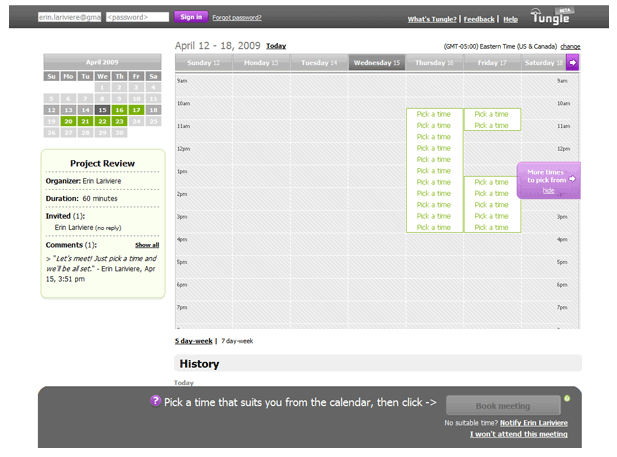 erin.lariviere@gma <password> Sign in Forgot password? What's Tungle? | Feedback | Help Tungle BETA
April 12 - 18, 2009 Today (GMT-05:00) Eastern Time (US & Canada) change
April 2009
Su Mo Tu We Th Fr Sa
1 2 3 4
5 6 7 8 9 10 11
12 13 14 15 16 17 18
19 20 21 22 23 24 25
26 27 28 29 30
Project Review
Organizer: Erin Lariviere
Duration: 60 minutes
Invited (1):
Erin Lariviere (no reply)
Comments (1): Show all
> "Let's meet! Just pick a time and
we'll be all set." - Erin Lariviere, Apr
15, 3:51 pm
Sunday 12 Monday 13 Tuesday 14 Wednesday 15 Thursday 16 Friday 17 Saturday 18
9am 9am
10am 10am
Pick a time Pick a time
11am Pick a time Pick a time 11am
Pick a time
12pm Pick a time 12pm
Pick a time
1pm Pick a time
More times
to pick from
hide
Pick a time Pick a time
2pm Pick a time Pick a time
Pick a time Pick a time
3pm Pick a time Pick a time 3pm
Pick a time Pick a time
4pm 4pm
5pm 5pm
6pm 6pm
7pm 7pm
5 day-week | 7 day-week
History
Today
? Pick a time that suits you from the calendar, then click -> Book meeting
No suitable time? Notify Erin Lariviere
I won't attend this meeting